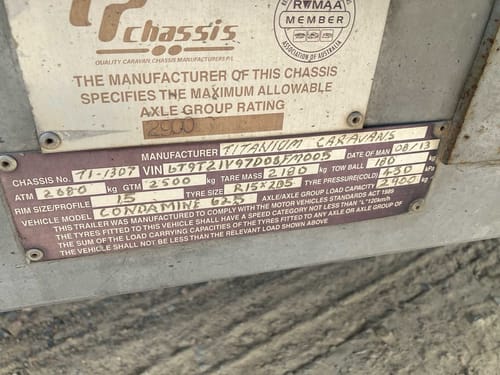 chassis
QUALITY CARAVAN CHASSIS MANUFACTURERS P/L
RVMAA
MEMBER
ASSOCIATION OF AUSTRALIA
THE MANUFACTURER OF THIS CHASSIS
SPECIFIES THE MAXIMUM ALLOWABLE
AXLE GROUP RATING
2900
MANUFACTURER TITANIUM CARAVANS
CHASSIS No. T1-1307 VIN DATE OF MAN 08/13
ATM 2680 kg GTM 2500 kg TARE MASS 2180 kg TOW BALL 180 kg
RIM SIZE/PROFILE 15 TYRE SIZE R15X205 TYRE PRESSURE(COLD) 450 kPa
VEHICLE MODEL CONDAMINE 625 AXLE/AXLE GROUP LOAD CAPACITY 2900 kg
THIS TRAILER WAS MANUFACTURED TO COMPLY WITH THE MOTOR VEHICLES STANDARDS ACT 1989
THE TYRES FITTED TO THIS VEHICLE SHALL HAVE A SPEED CATEGORY NOT LESS THAN "L" *120km/h
THE SUM OF THE LOAD CARRYING CAPACITIES OF THE TYRES FITTED TO ANY AXLE OR AXLE GROUP OF
THE VEHICLE SHALL NOT BE LESS THAN THE RELEVANT LOAD SHOWN ABOVE